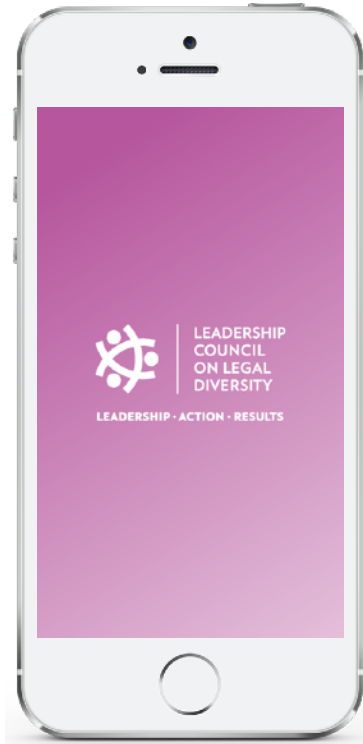 LEADERSHIP
COUNCIL
ON LEGAL
DIVERSITY
LEADERSHIP · ACTION · RESULTS